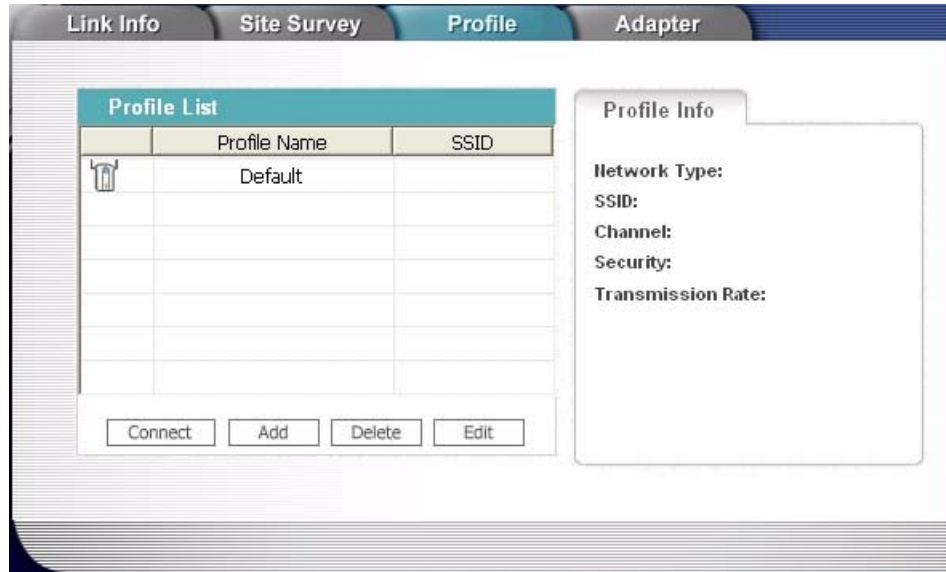 Link Info Site Survey Profile Adapter
Profile List
Profile Name SSID
Default
Connect Add Delete Edit
Profile Info
Network Type:
SSID:
Channel:
Security:
Transmission Rate: